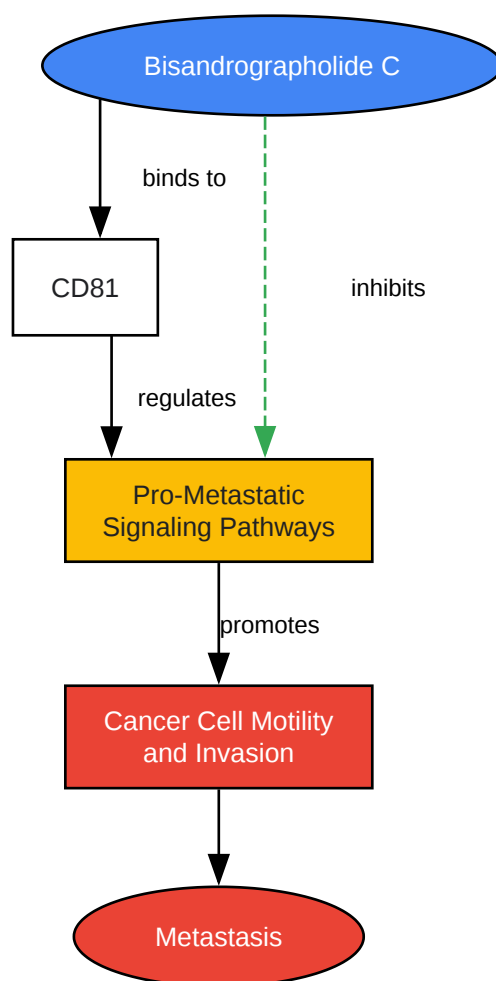 Bisandrographolide C
binds to
CD81
inhibits
regulates
Pro-Metastatic
Signaling Pathways
promotes
Cancer Cell Motility
and Invasion
Metastasis